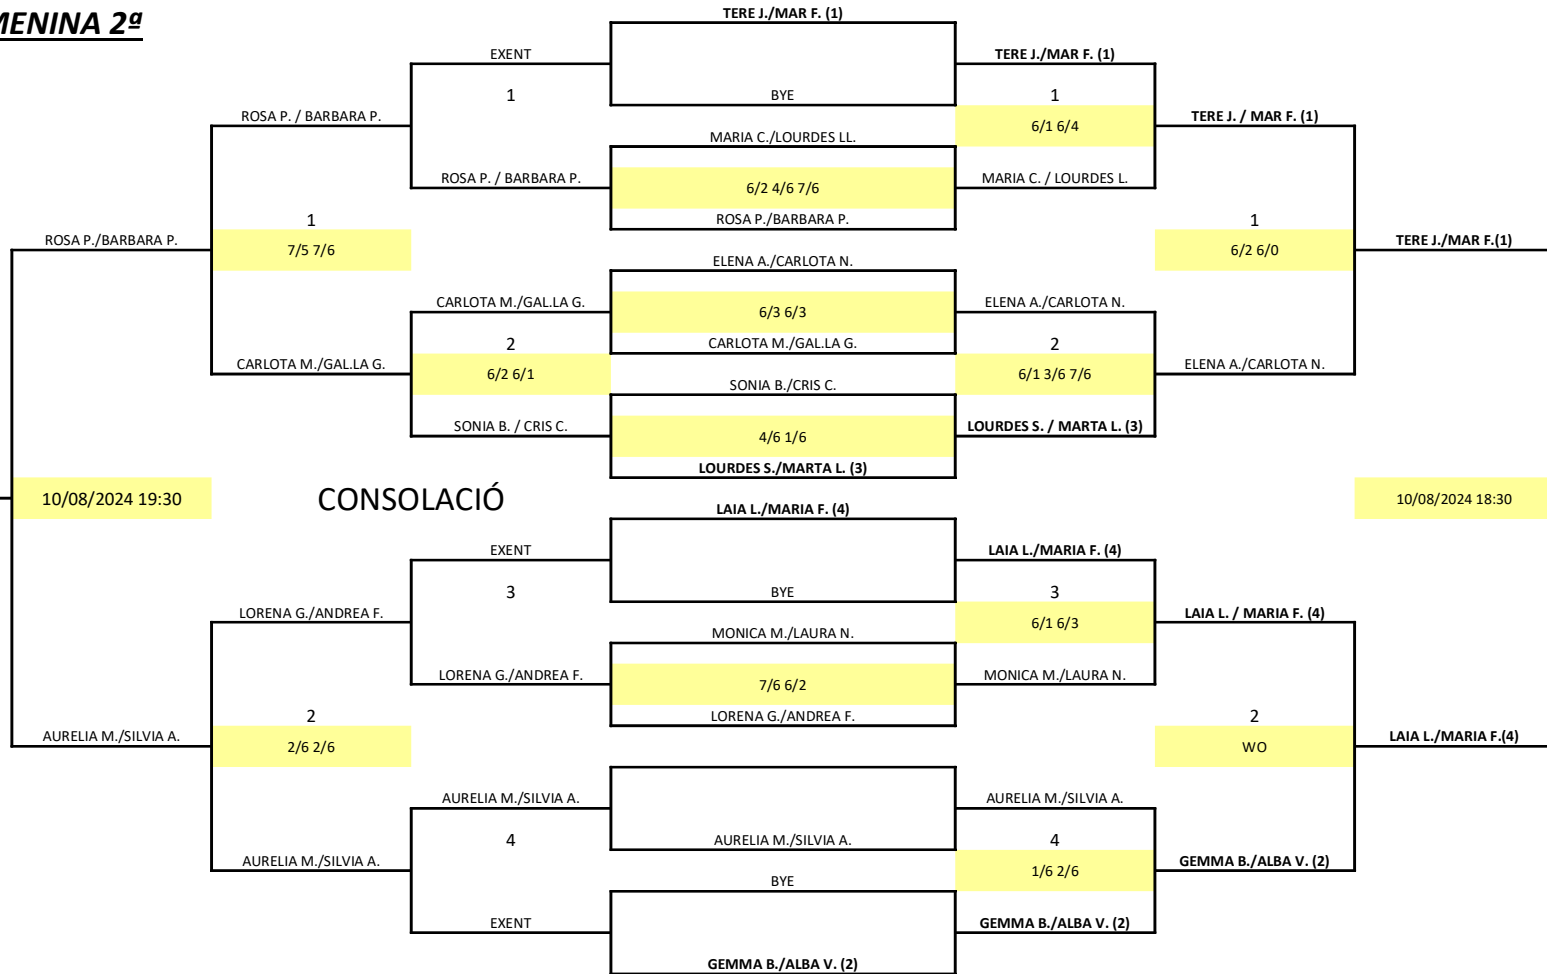 MENINA 2ª
TERE J./MAR F. (1)
EXENT
TERE J./MAR F. (1)
1
BYE
1
ROSA P. / BARBARA P.
6/1 6/4
TERE J. / MAR F. (1)
MARIA C./LOURDES LL.
ROSA P. / BARBARA P.
6/2 4/6 7/6
MARIA C. / LOURDES L.
1
ROSA P./BARBARA P.
1
ROSA P./BARBARA P.
7/5 7/6
6/2 6/0
TERE J./MAR F.(1)
ELENA A./CARLOTA N.
CARLOTA M./GAL.LA G.
6/3 6/3
ELENA A./CARLOTA N.
2
CARLOTA M./GAL.LA G.
2
CARLOTA M./GAL.LA G.
6/2 6/1
6/1 3/6 7/6
ELENA A./CARLOTA N.
SONIA B./CRIS C.
SONIA B. / CRIS C.
4/6 1/6
LOURDES S. / MARTA L. (3)
LOURDES S./MARTA L. (3)
10/08/2024 19:30
CONSOLACIÓ
10/08/2024 18:30
LAIA L./MARIA F. (4)
EXENT
LAIA L./MARIA F. (4)
3
BYE
3
LORENA G./ANDREA F.
6/1 6/3
LAIA L. / MARIA F. (4)
MONICA M./LAURA N.
LORENA G./ANDREA F.
7/6 6/2
MONICA M./LAURA N.
2
LORENA G./ANDREA F.
2
AURELIA M./SILVIA A.
2/6 2/6
WO
LAIA L./MARIA F.(4)
AURELIA M./SILVIA A.
AURELIA M./SILVIA A.
4
AURELIA M./SILVIA A.
4
AURELIA M./SILVIA A.
1/6 2/6
GEMMA B./ALBA V. (2)
BYE
EXENT
GEMMA B./ALBA V. (2)
GEMMA B./ALBA V. (2)